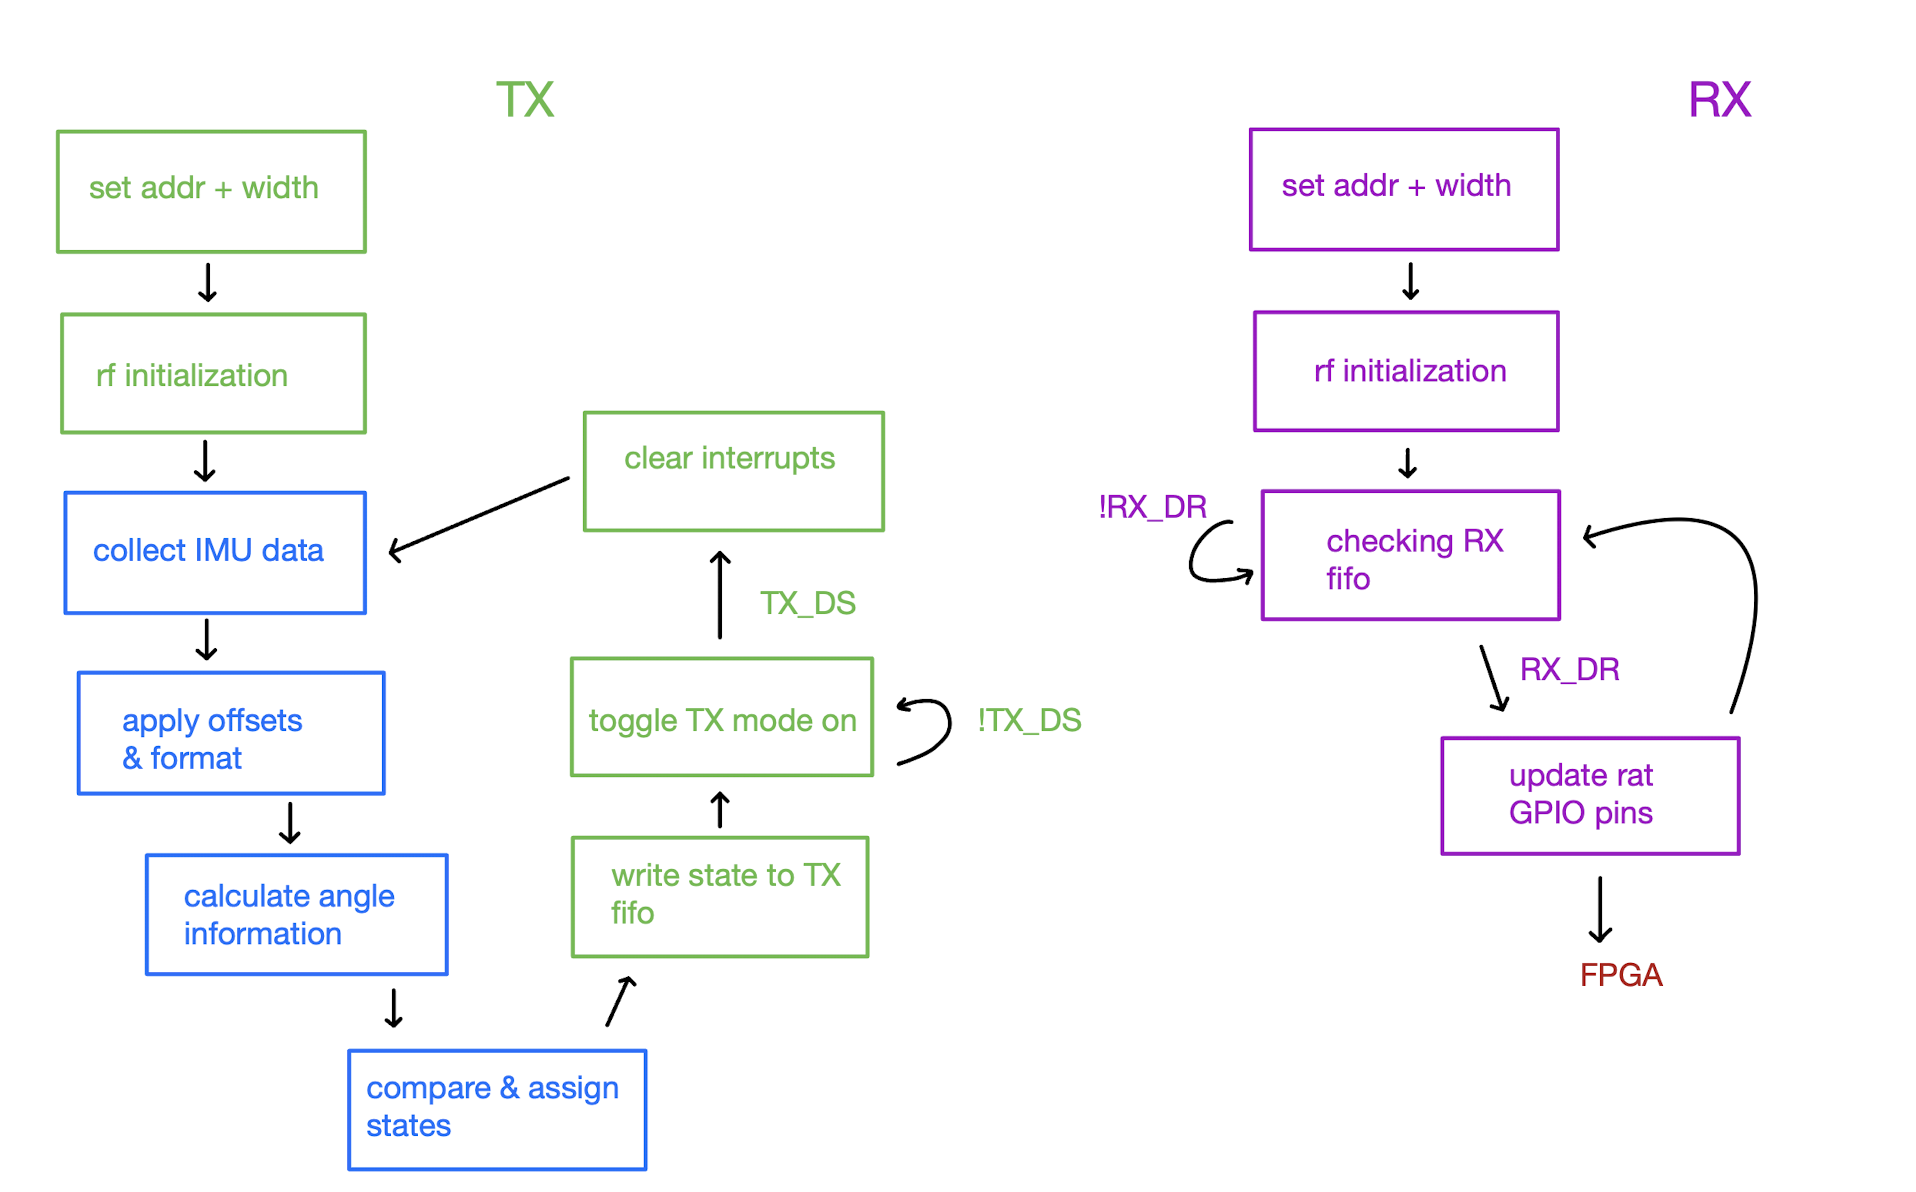 TX
set addr + width
rf initialization
collect IMU data
apply offsets
& format
calculate angle
information
compare & assign
states
write state to TX
fifo
toggle TX mode on
!TX_DS
TX_DS
clear interrupts
RX
set addr + width
rf initialization
!RX_DR
checking RX
fifo
RX_DR
update rat
GPIO pins
FPGA